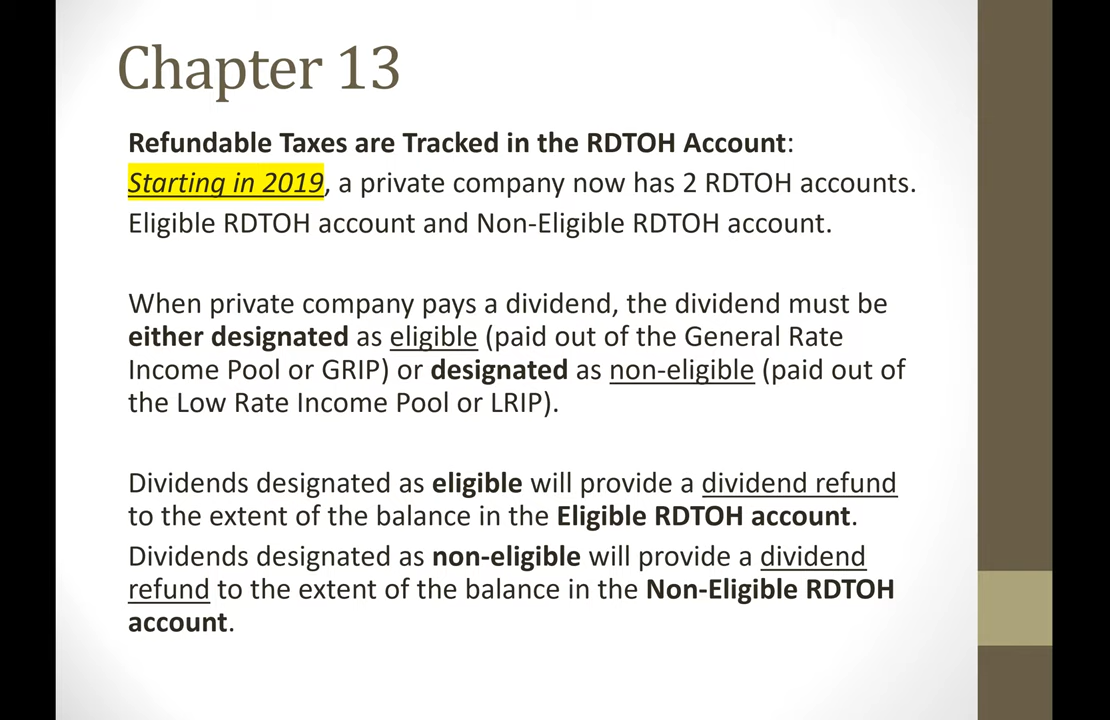 Chapter 13
Refundable Taxes are Tracked in the RDTOH Account:
Starting in 2019, a private company now has 2 RDTOH accounts.
Eligible RDTOH account and Non-Eligible RDTOH account.
When private company pays a dividend, the dividend must be
either designated as eligible (paid out of the General Rate
Income Pool or GRIP) or designated as non-eligible (paid out of
the Low Rate Income Pool or LRIP).
Dividends designated as eligible will provide a dividend refund
to the extent of the balance in the Eligible RDTOH account.
Dividends designated as non-eligible will provide a dividend
refund to the extent of the balance in the Non-Eligible RDTOH
account.